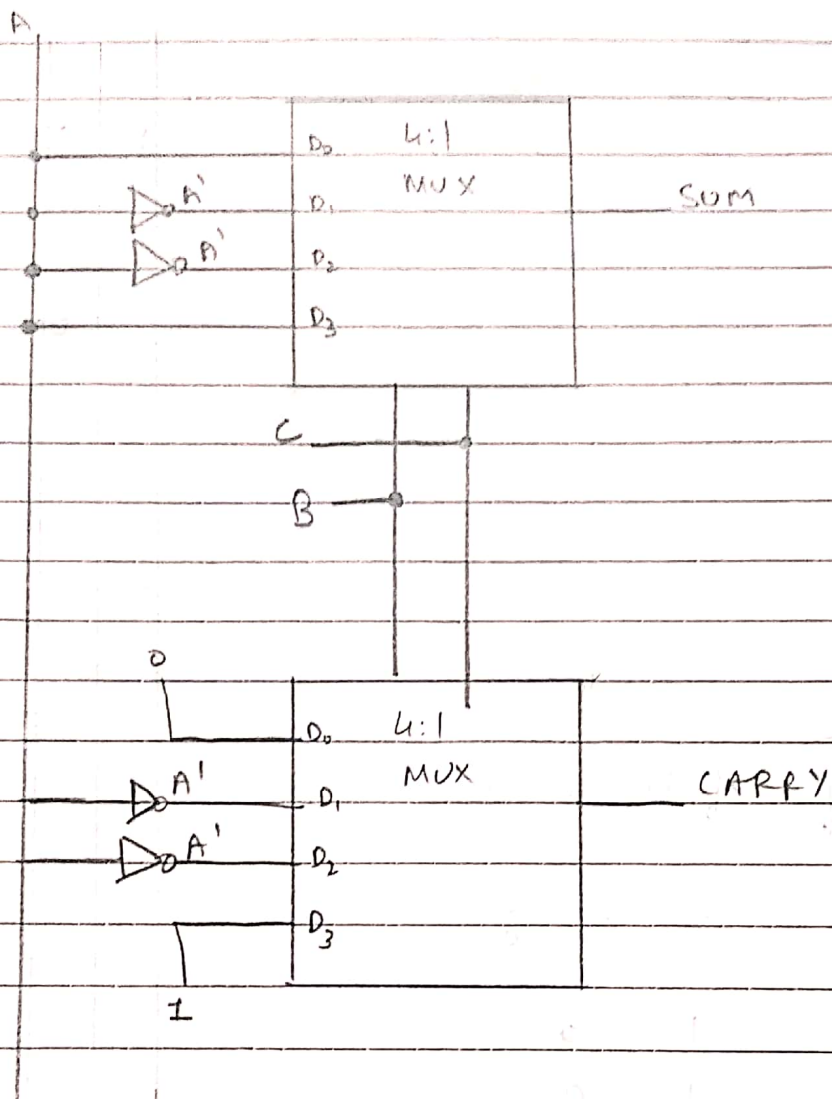 A
D₀ 4:1
MUX
A' D₁ SUM
A' D₂
D₃
C
B
0
D₀ 4:1
MUX
A' D₁ CARRY
A' D₂
D₃
1